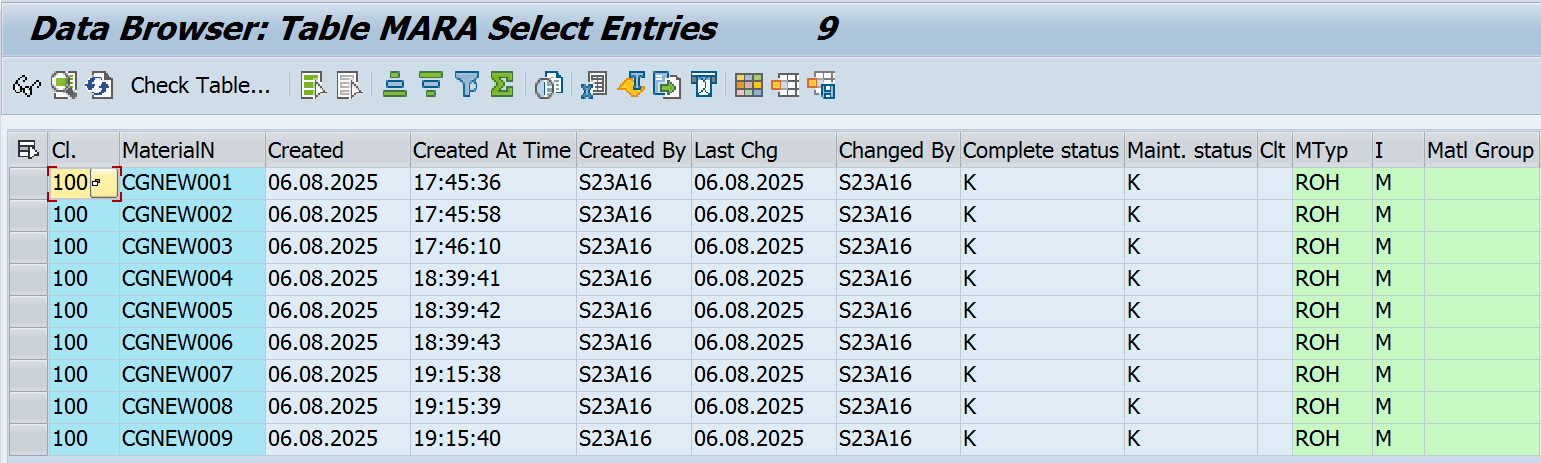 Data Browser: Table MARA Select Entries 9
Check Table...
Cl. MaterialN Created Created At Time Created By Last Chg Changed By Complete status Maint. status Clt MTyp I Matl Group
100 CGNEW001 06.08.2025 17:45:36 S23A16 06.08.2025 S23A16 K K ROH M
100 CGNEW002 06.08.2025 17:45:58 S23A16 06.08.2025 S23A16 K K ROH M
100 CGNEW003 06.08.2025 17:46:10 S23A16 06.08.2025 S23A16 K K ROH M
100 CGNEW004 06.08.2025 18:39:41 S23A16 06.08.2025 S23A16 K K ROH M
100 CGNEW005 06.08.2025 18:39:42 S23A16 06.08.2025 S23A16 K K ROH M
100 CGNEW006 06.08.2025 18:39:43 S23A16 06.08.2025 S23A16 K K ROH M
100 CGNEW007 06.08.2025 19:15:38 S23A16 06.08.2025 S23A16 K K ROH M
100 CGNEW008 06.08.2025 19:15:39 S23A16 06.08.2025 S23A16 K K ROH M
100 CGNEW009 06.08.2025 19:15:40 S23A16 06.08.2025 S23A16 K K ROH M